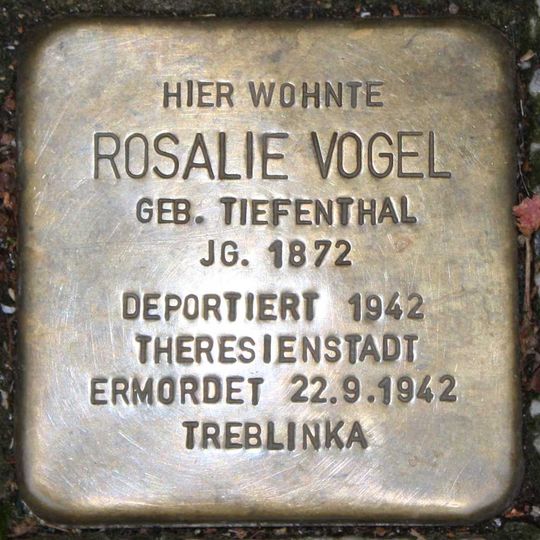 HIER WOHNTE
ROSALIE VOGEL
GEB. TIEFENTHAL
JG. 1872
DEPORTIERT 1942
THERESIENSTADT
ERMORDET 22.9.1942
TREBLINKA